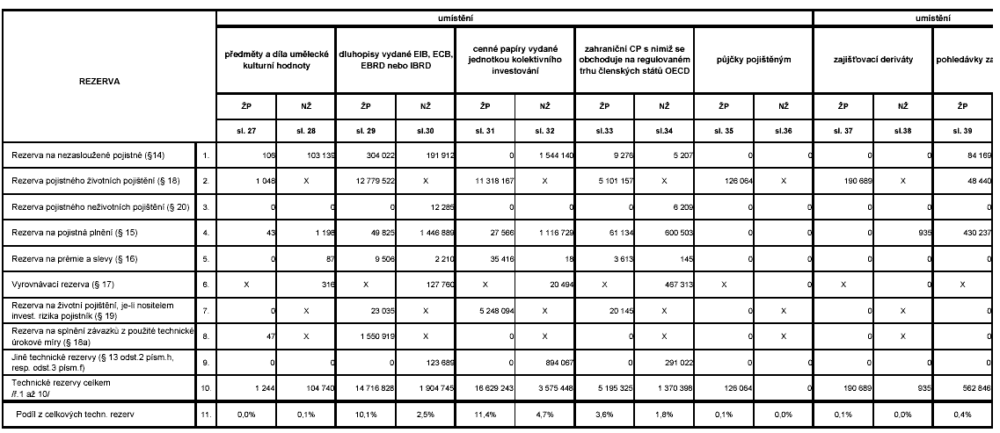 umístění umístění
REZERVA
předměty a díla umělecké kulturní hodnoty
dluhopisy vydané EIB, ECB, EBRD nebo IBRD
cenné papíry vydané jednotkou kolektivního investování
zahraniční CP s nimiž se obchoduje na regulovaném trhu členských států OECD
půjčky pojištěným
zajišťovací deriváty
pohledávky za
ŽP NŽ ŽP NŽ ŽP NŽ ŽP NŽ ŽP NŽ ŽP NŽ ŽP
sl. 27 sl. 28 sl. 29 sl.30 sl. 31 sl. 32 sl.33 sl.34 sl. 35 sl.36 sl. 37 sl.38 sl. 39
Rezerva na nezasloužené pojistné (§14) 1. 106 103 139 304 022 191 912 0 1 544 140 9 276 5 207 0 0 0 0 84 169
Rezerva pojistného životních pojištění (§ 18) 2. 1 048 X 12 779 522 X 11 318 167 X 5 101 157 X 126 064 X 190 689 X 48 440
Rezerva pojistného neživotních pojištění (§ 20) 3. 0 0 0 12 285 0 0 0 6 209 0 0 0 0 0
Rezerva na pojistná plnění (§ 15) 4. 43 1 198 49 825 1 446 889 27 566 1 116 729 61 134 600 503 0 0 0 935 430 237
Rezerva na prémie a slevy (§ 16) 5. 0 87 9 506 2 210 35 416 18 3 613 145 0 0 0 0 0
Vyrovnávací rezerva (§ 17) 6. X 316 X 127 760 X 20 494 X 467 313 X 0 X 0 X
Rezerva na životní pojištění, je-li nositelem
invest. rizika pojistník (§ 19) 7. 0 X 23 035 X 5 248 094 X 20 145 X 0 X 0 X 0
Rezerva na splnění závazků z použité technické
úrokové míry (§ 18a) 8. 47 X 1 550 919 X 0 X 0 X 0 X 0 X 0
Jiné technické rezervy (§ 13 odst.2 písm.h,
resp. odst.3 písm.f) 9. 0 0 0 123 689 0 894 067 0 291 022 0 0 0 0 0
Technické rezervy celkem
/ř.1 až 10/ 10. 1 244 104 740 14 716 828 1 904 745 16 629 243 3 575 448 5 195 325 1 370 398 126 064 0 190 689 935 562 846
Podíl z celkových techn. rezerv 11. 0,0% 0,1% 10,1% 2,5% 11,4% 4,7% 3,6% 1,8% 0,1% 0,0% 0,1% 0,0% 0,4%